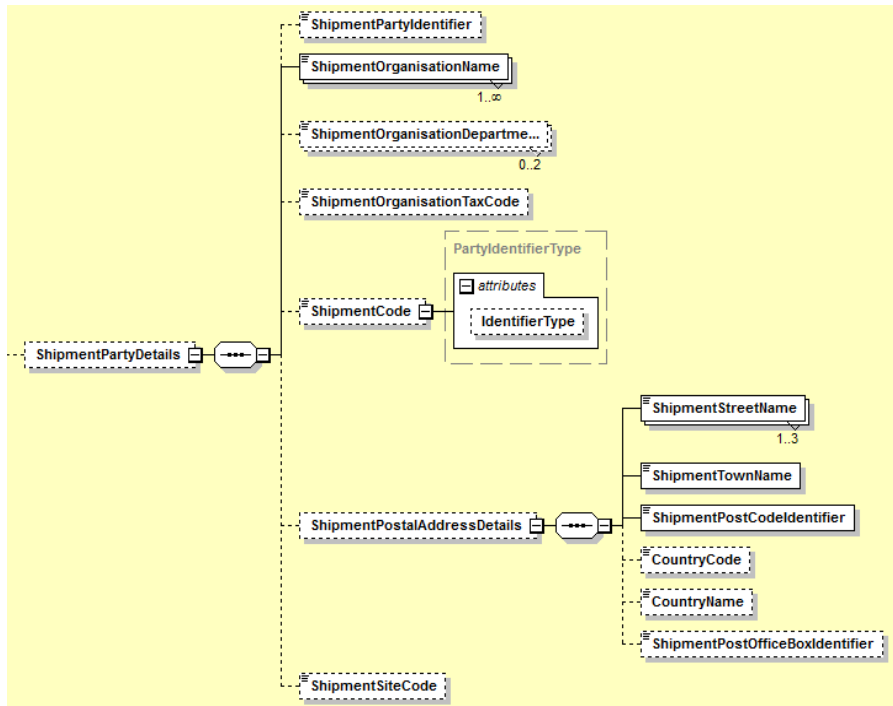 ShipmentPartyIdentifier
ShipmentOrganisationName
1..∞
ShipmentOrganisationDepartme...
0..2
ShipmentOrganisationTaxCode
PartyIdentifierType
attributes
ShipmentCode
IdentifierType
ShipmentPartyDetails
ShipmentStreetName
1..3
ShipmentTownName
ShipmentPostalAddressDetails
ShipmentPostCodeIdentifier
CountryCode
CountryName
ShipmentPostOfficeBoxIdentifier
ShipmentSiteCode